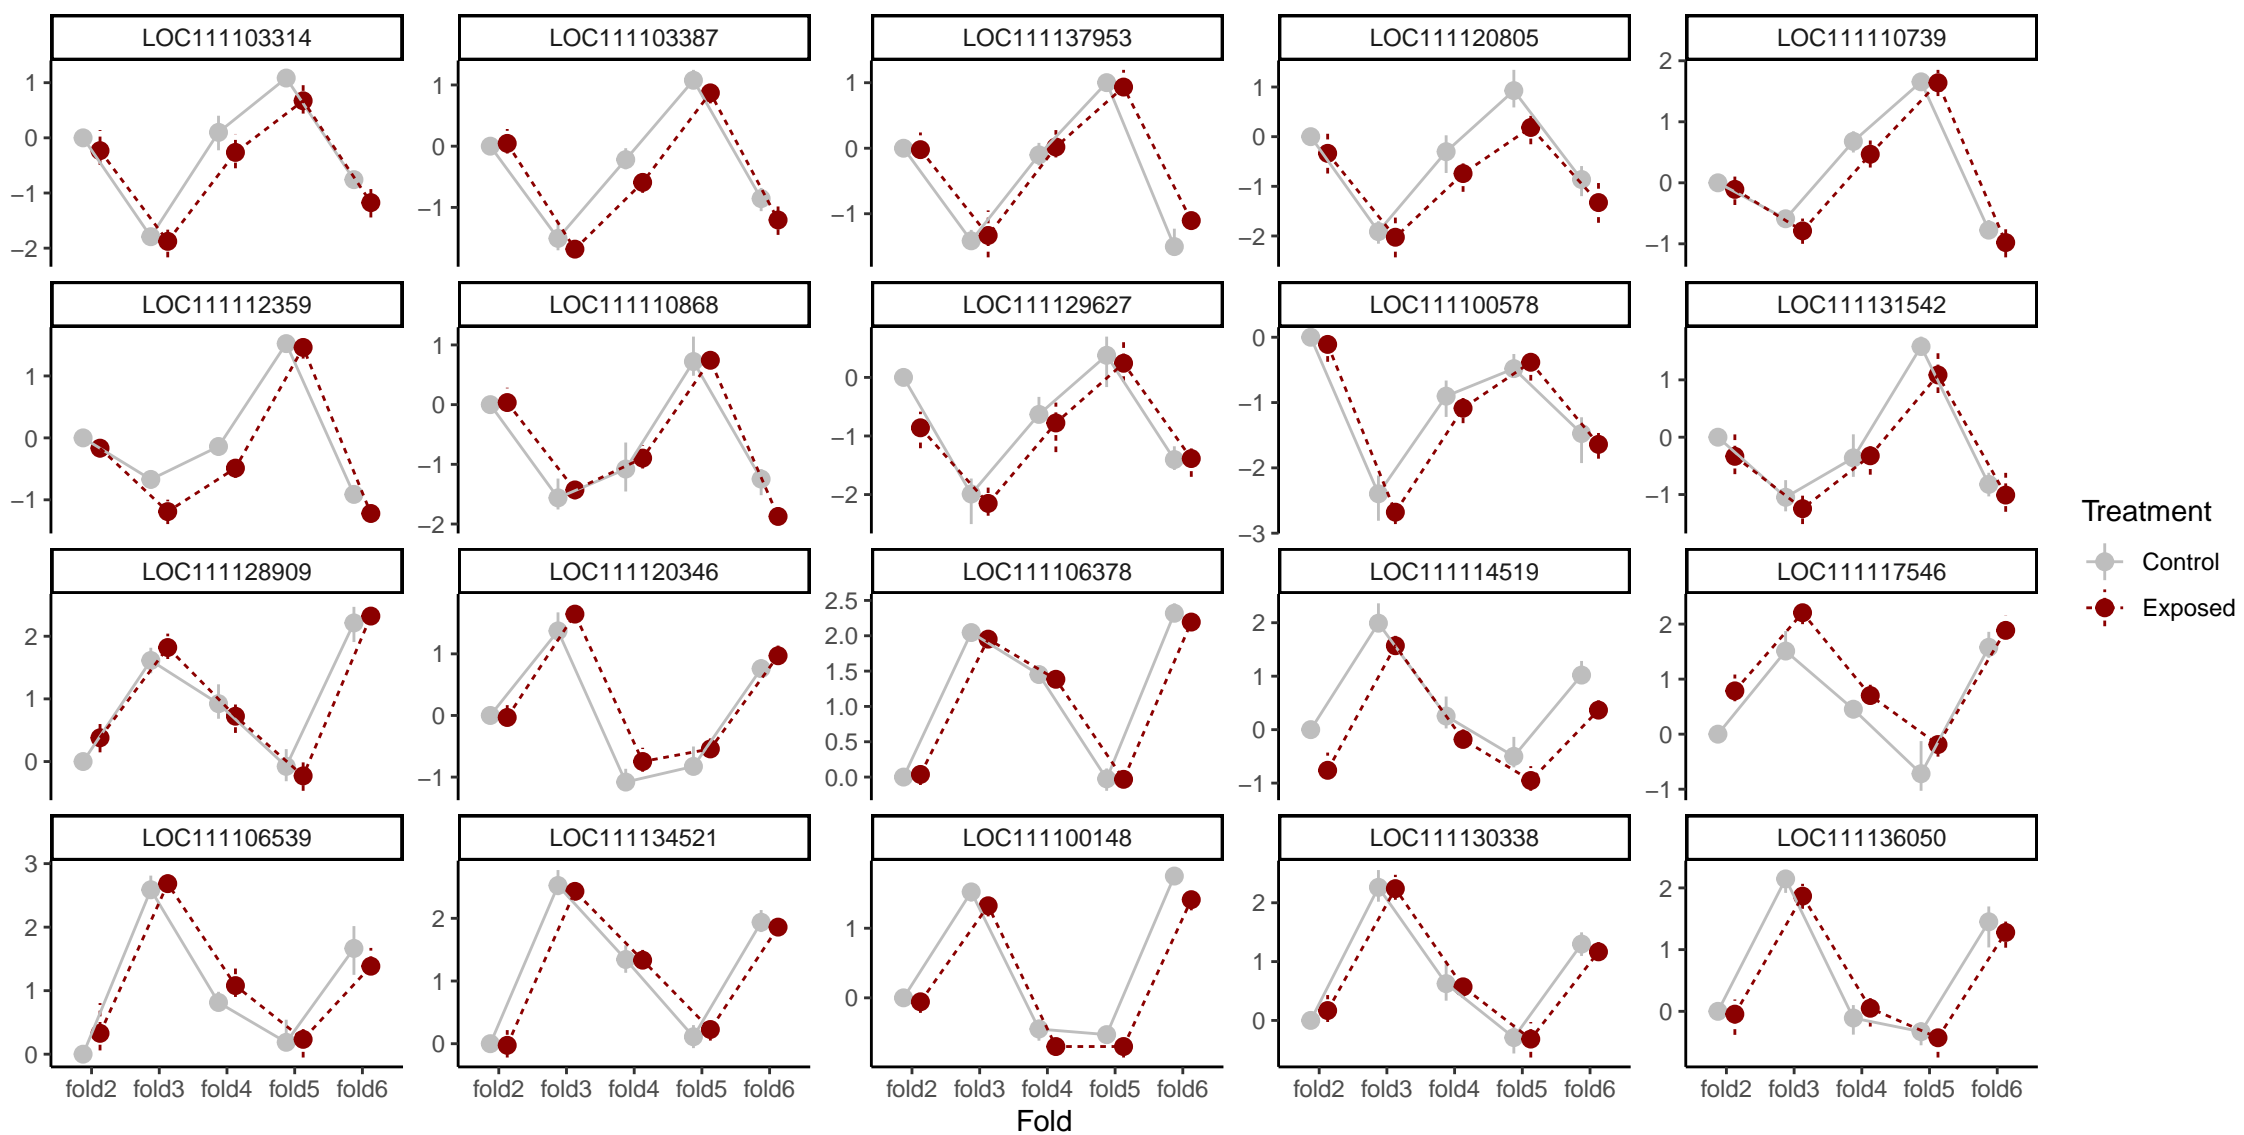 LOC111103314 LOC111103387 LOC111137953 LOC111120805 LOC111110739
1 0 −1 −2
1 0 −1
1 0 −1
1 0 −1 −2
2 1 0 −1
LOC111112359 LOC111110868 LOC111129627 LOC111100578 LOC111131542
1 0 −1
1 0 −1 −2
0 −1 −2
0 −1 −2 −3
1 0 −1
Treatment
Control
Exposed
LOC111128909 LOC111120346 LOC111106378 LOC111114519 LOC111117546
2 1 0
1 0 −1
2.5 2.0 1.5 1.0 0.5 0.0
2 1 0 −1
2 1 0 −1
LOC111106539 LOC111134521 LOC111100148 LOC111130338 LOC111136050
3 2 1 0
2 1 0
1 0
2 1 0
2 1 0
fold2 fold3 fold4 fold5 fold6 fold2 fold3 fold4 fold5 fold6 fold2 fold3 fold4 fold5 fold6 fold2 fold3 fold4 fold5 fold6 fold2 fold3 fold4 fold5 fold6
Fold